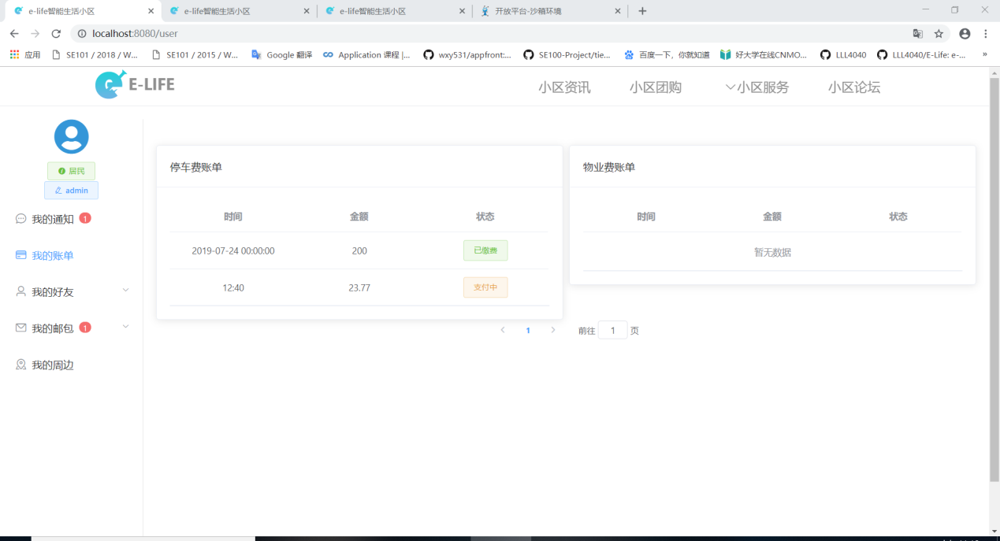 e-life智能生活小区
e-life智能生活小区
e-life智能生活小区
开放平台-沙箱环境
localhost:8080/user
应用
SE101 / 2018 / W...
SE101 / 2015 / W...
Google 翻译
Application 课程 |...
wxy531/appfront:...
SE100-Project/tie...
百度一下，你就知道
好大学在线CNMO...
LLL4040
LLL4040/E-Life: e-...
»
E-LIFE
小区资讯
小区团购
小区服务
小区论坛
居民
admin
我的通知 1
我的账单
我的好友
我的邮包 1
我的周边
停车费账单
时间 金额 状态
2019-07-24 00:00:00 200 已缴费
12:40 23.77 支付中
物业费账单
时间 金额 状态
暂无数据
1
前往 1 页